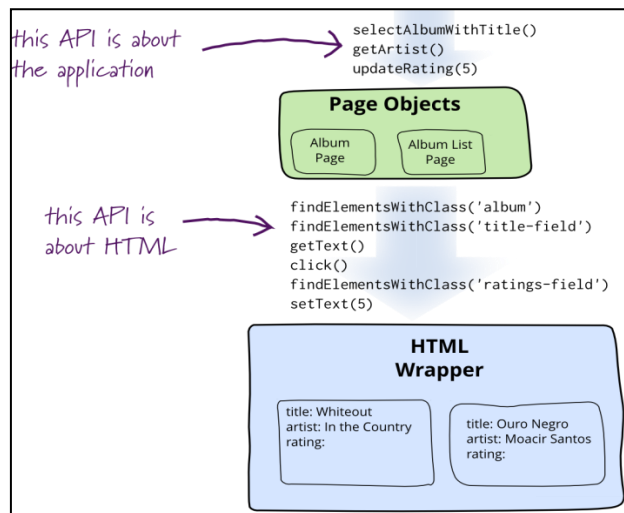 this API is about
the application
selectAlbumWithTitle()
getArtist()
updateRating(5)
Page Objects
Album
Page
Album List
Page
this API is
about HTML
findElementsWithClass('album')
findElementsWithClass('title-field')
getText()
click()
findElementsWithClass('ratings-field')
setText(5)
HTML
Wrapper
title: Whiteout
artist: In the Country
rating:
title: Ouro Negro
artist: Moacir Santos
rating: